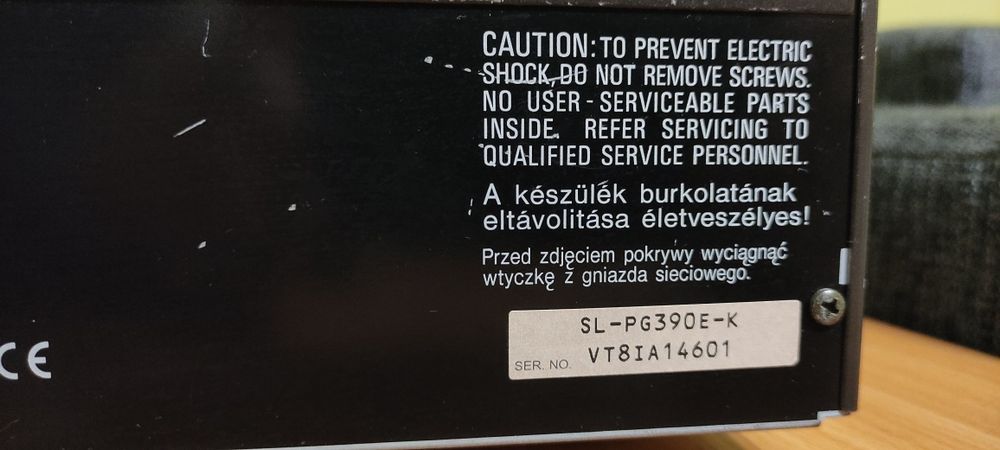 CAUTION: TO PREVENT ELECTRIC
SHOCK, DO NOT REMOVE SCREWS.
NO USER-SERVICEABLE PARTS
INSIDE. REFER SERVICING TO
QUALIFIED SERVICE PERSONNEL.
A készülék burkolatának
eltávolitása életveszélyes!
Przed zdjęciem pokrywy wyciągnąć
wtyczkę z gniazda sieciowego.
SL-PG390E-K
SER. NO. VT8IA14601
CE